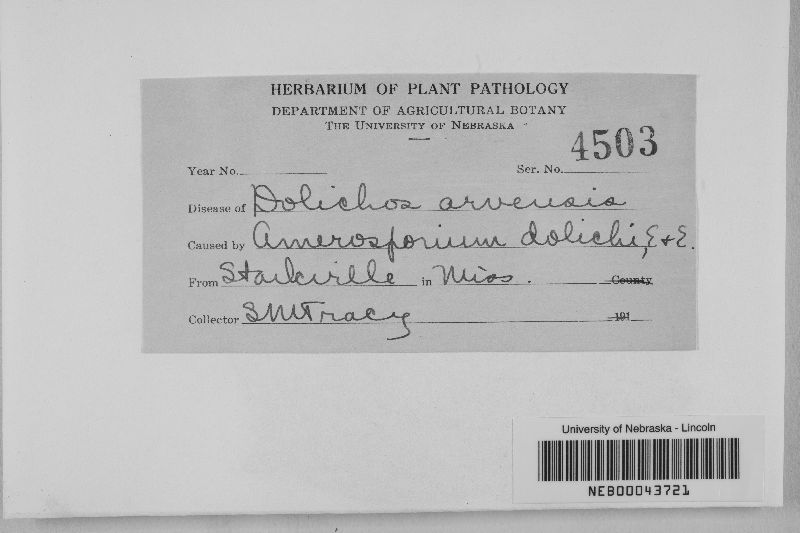 HERBARIUM OF PLANT PATHOLOGY
DEPARTMENT OF AGRICULTURAL BOTANY
THE UNIVERSITY OF NEBRASKA
4503
Year No. Ser. No.
Disease of Dolichos arvensis
Caused by Amerosporium dolichi, E & E.
From Starkville in Miss. County
Collector S M Tracy 191
University of Nebraska - Lincoln
NEB00043721